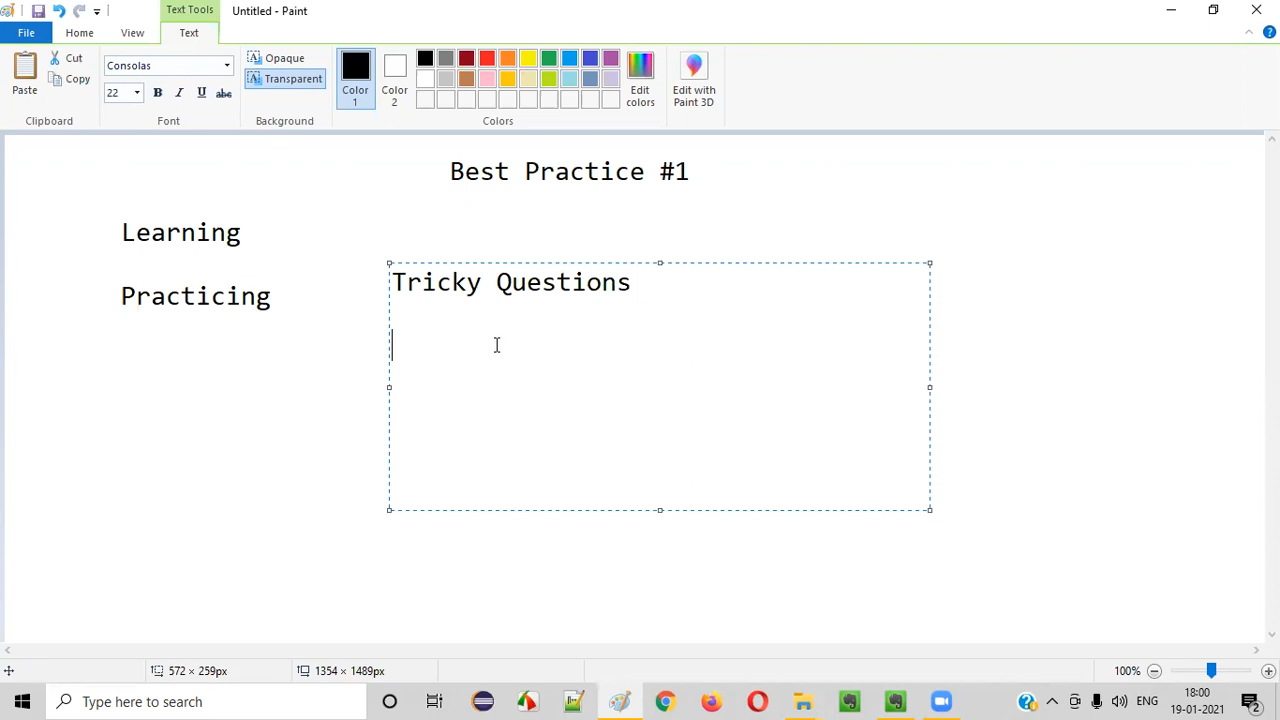 Text Tools
Untitled - Paint
File
Home
View
Text
Paste
Cut
Copy
Clipboard
Consolas
22
B I U abc
Font
Opaque
Transparent
Background
Color 1
Color 2
Edit colors
Colors
Edit with Paint 3D
Best Practice #1
Learning
Tricky Questions
Practicing
572 × 259px
1354 × 1489px
100%
Type here to search
ENG
18:00
19-01-2021
2